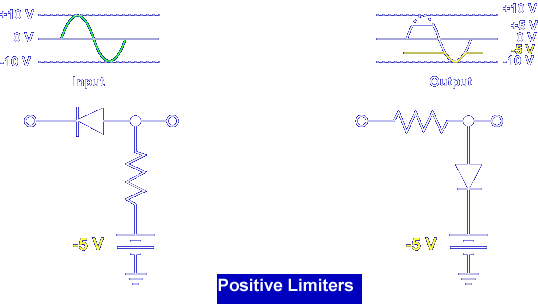 +10 V
0 V
-10 V
Input
+10 V
+5 V
0 V
-5 V
-10 V
Output
-5 V
-5 V
Positive Limiters